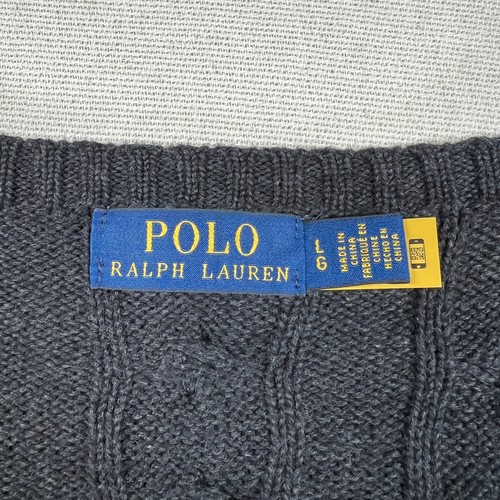 POLO
RALPH LAUREN
L
G
MADE IN
CHINA
FABRIQUÉ EN
CHINE
HECHO EN
CHINA